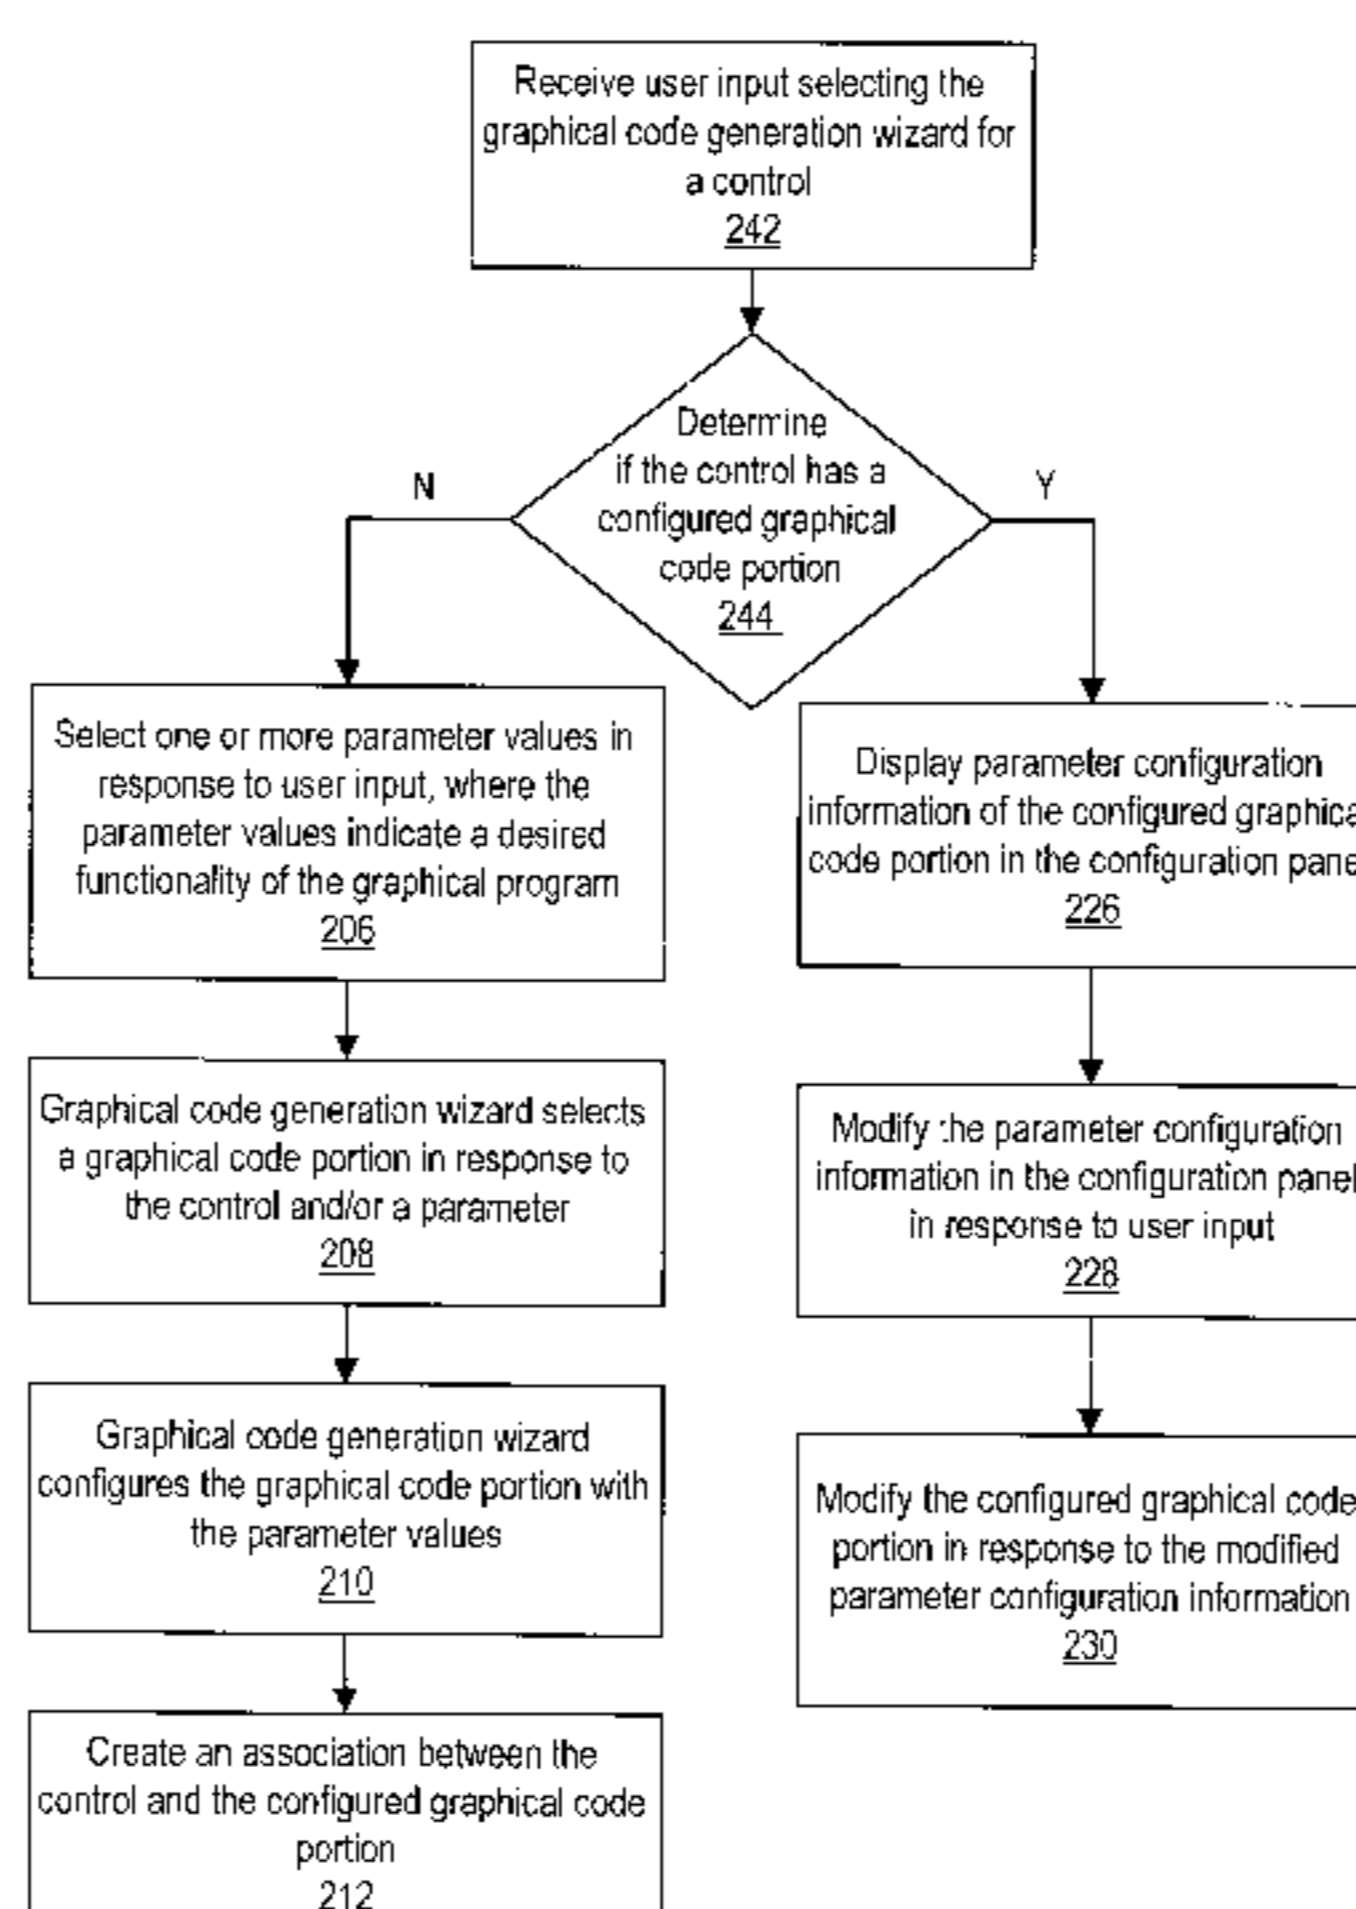 Receive user input selecting the
graphical code generation wizard for
a control
242
Determine
if the control has a
configured graphical
code portion
244
N
Y
Select one or more parameter values in
response to user input, where the
parameter values indicate a desired
functionality of the graphical program
206
Graphical code generation wizard selects
a graphical code portion in response to
the control and/or a parameter
208
Graphical code generation wizard
configures the graphical code portion with
the parameter values
210
Create an association between the
control and the configured graphical code
portion
212
Display parameter configuration
information of the configured graphica
code portion in the configuration pane
226
Modify the parameter configuration
information in the configuration panel
in response to user input
228
Modify the configured graphical code
portion in response to the modified
parameter configuration information
230